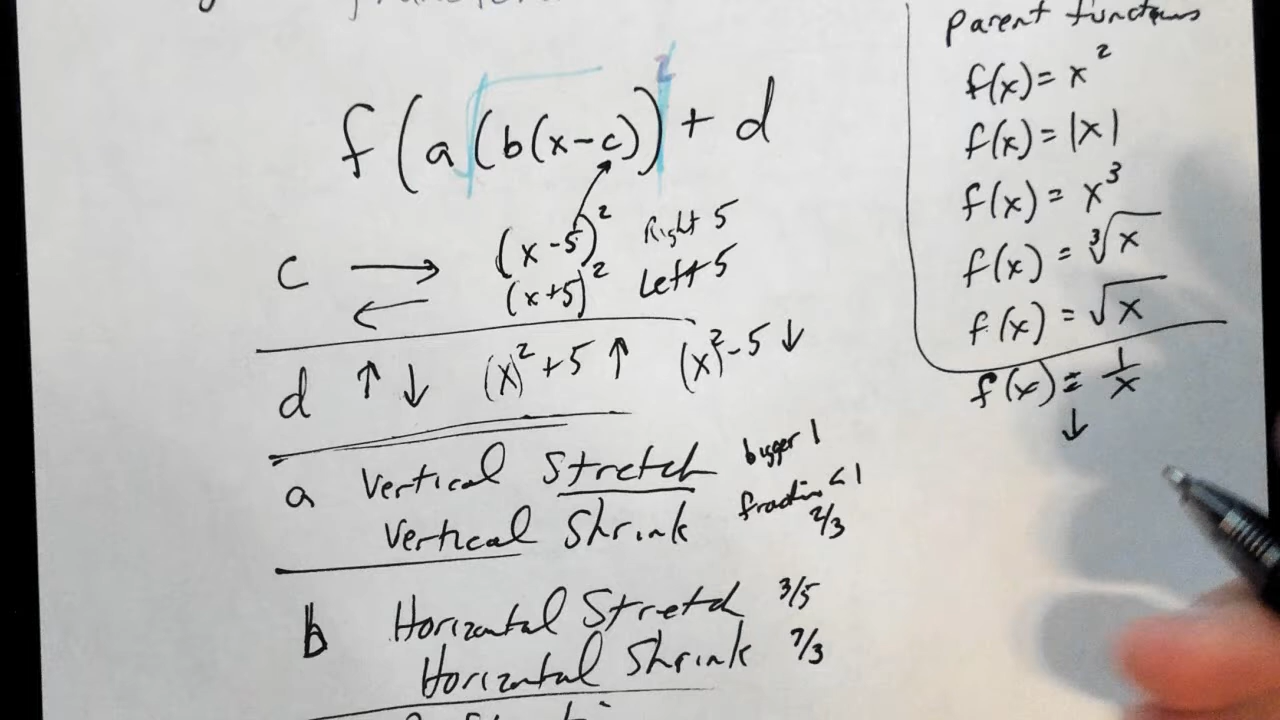 f(a(b(x-c))² + d
c → (x-5)² Right 5
← (x+5)² Left 5
d ↑ ↓ (x)²+5 ↑ (x)²-5 ↓
a Vertical Stretch bigger 1
Vertical Shrink fraction < 1
2/3
b Horizontal Stretch 3/5
Horizontal Shrink 7/3
parent functions
f(x) = x²
f(x) = |x|
f(x) = x³
f(x) = ∛x
f(x) = √x
f(x) = 1/x
↓